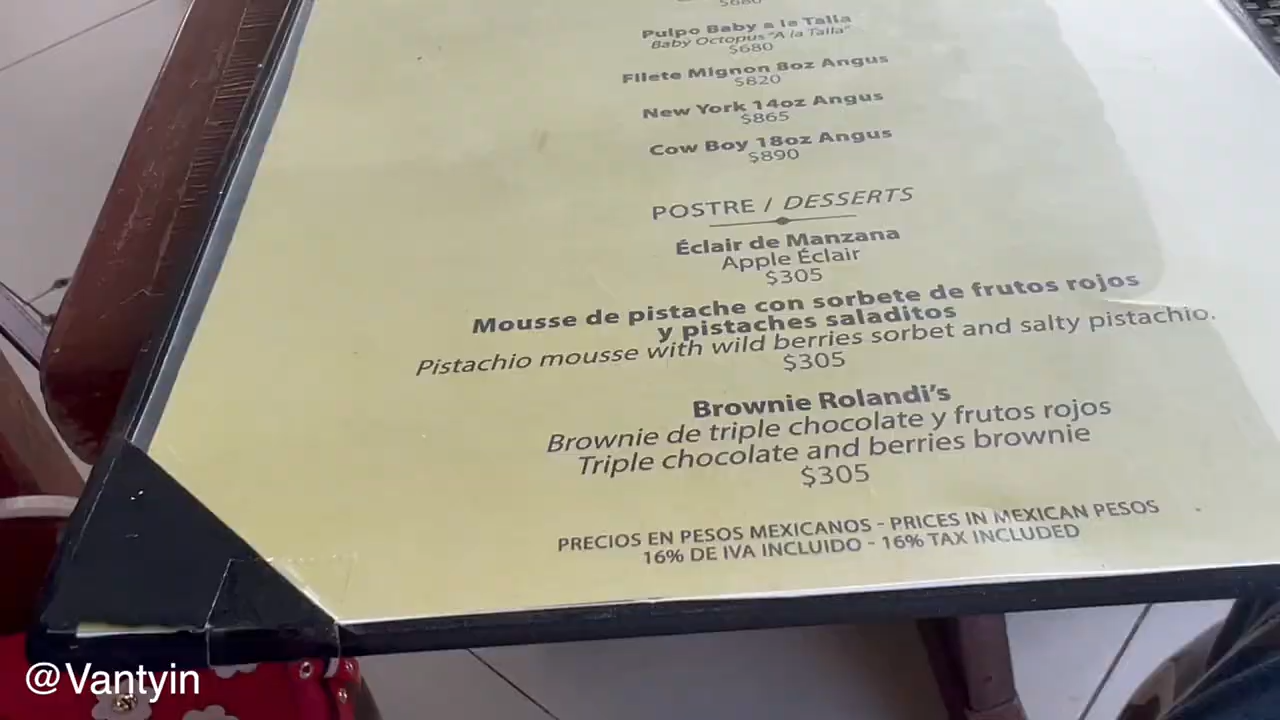 $680
Pulpo Baby a la Talla
Baby Octopus "A la Talla"
$680
Filete Mignon 8oz Angus
$820
New York 14oz Angus
$865
Cow Boy 18oz Angus
$890
POSTRE / DESSERTS
Éclair de Manzana
Apple Éclair
$305
Mousse de pistache con sorbete de frutos rojos
y pistaches saladitos
Pistachio mousse with wild berries sorbet and salty pistachio.
$305
Brownie Rolandi's
Brownie de triple chocolate y frutos rojos
Triple chocolate and berries brownie
$305
PRECIOS EN PESOS MEXICANOS - PRICES IN MEXICAN PESOS
16% DE IVA INCLUIDO - 16% TAX INCLUDED
@Vantyin